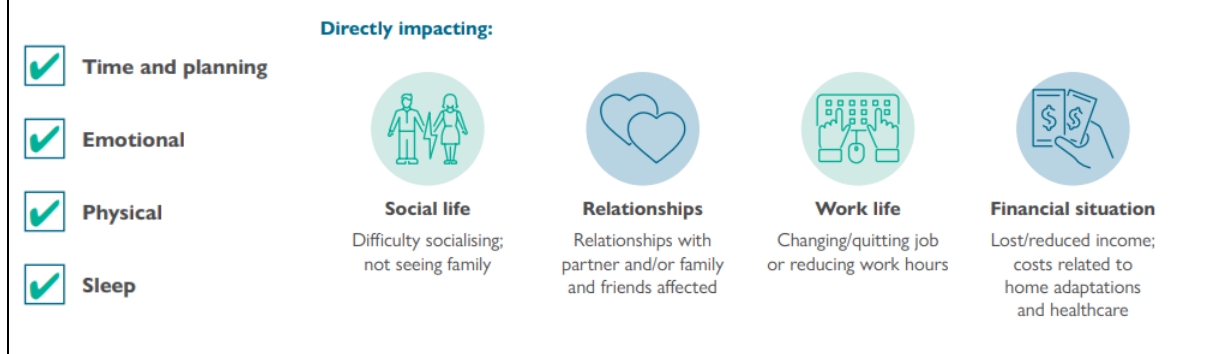 Time and planning
Emotional
Physical
Sleep
Directly impacting:
Social life
Difficulty socialising;
not seeing family
Relationships
Relationships with
partner and/or family
and friends affected
Work life
Changing/quitting job
or reducing work hours
Financial situation
Lost/reduced income;
costs related to
home adaptations
and healthcare